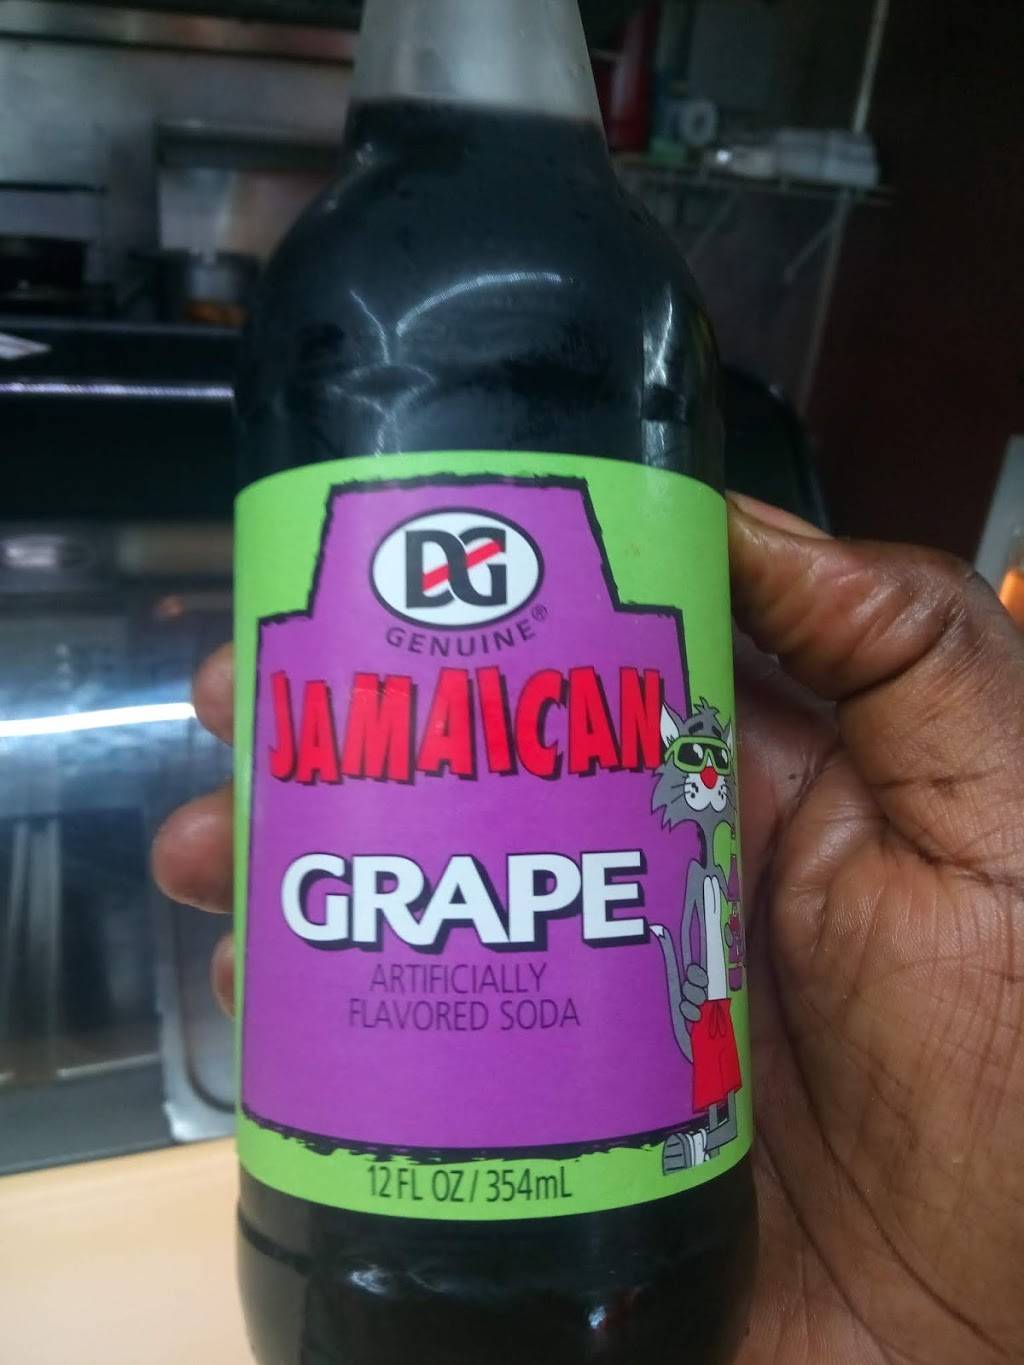 DG
GENUINE®
JAMAICAN
GRAPE
ARTIFICIALLY
FLAVORED SODA
12 FL OZ / 354mL